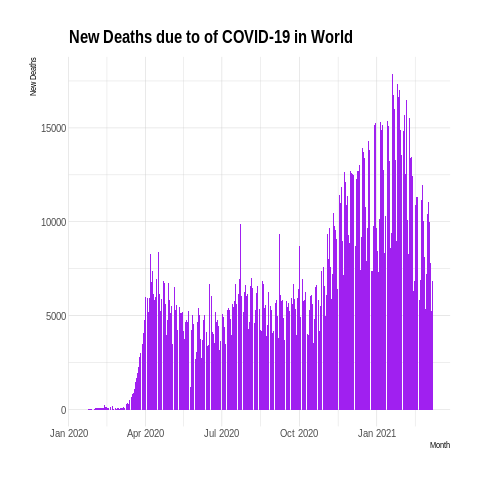 New Deaths due to of COVID-19 in World
New Deaths
15000
10000
5000
0
Jan 2020 Apr 2020 Jul 2020 Oct 2020 Jan 2021
Month